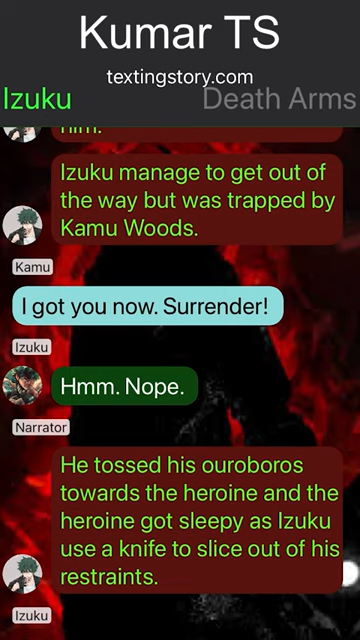 Kumar TS
textingstory.com
Izuku Death Arms
him.
Izuku manage to get out of
the way but was trapped by
Kamu Woods.
Kamu
I got you now. Surrender!
Izuku
Hmm. Nope.
Narrator
He tossed his ouroboros
towards the heroine and the
heroine got sleepy as Izuku
use a knife to slice out of his
restraints.
Izuku